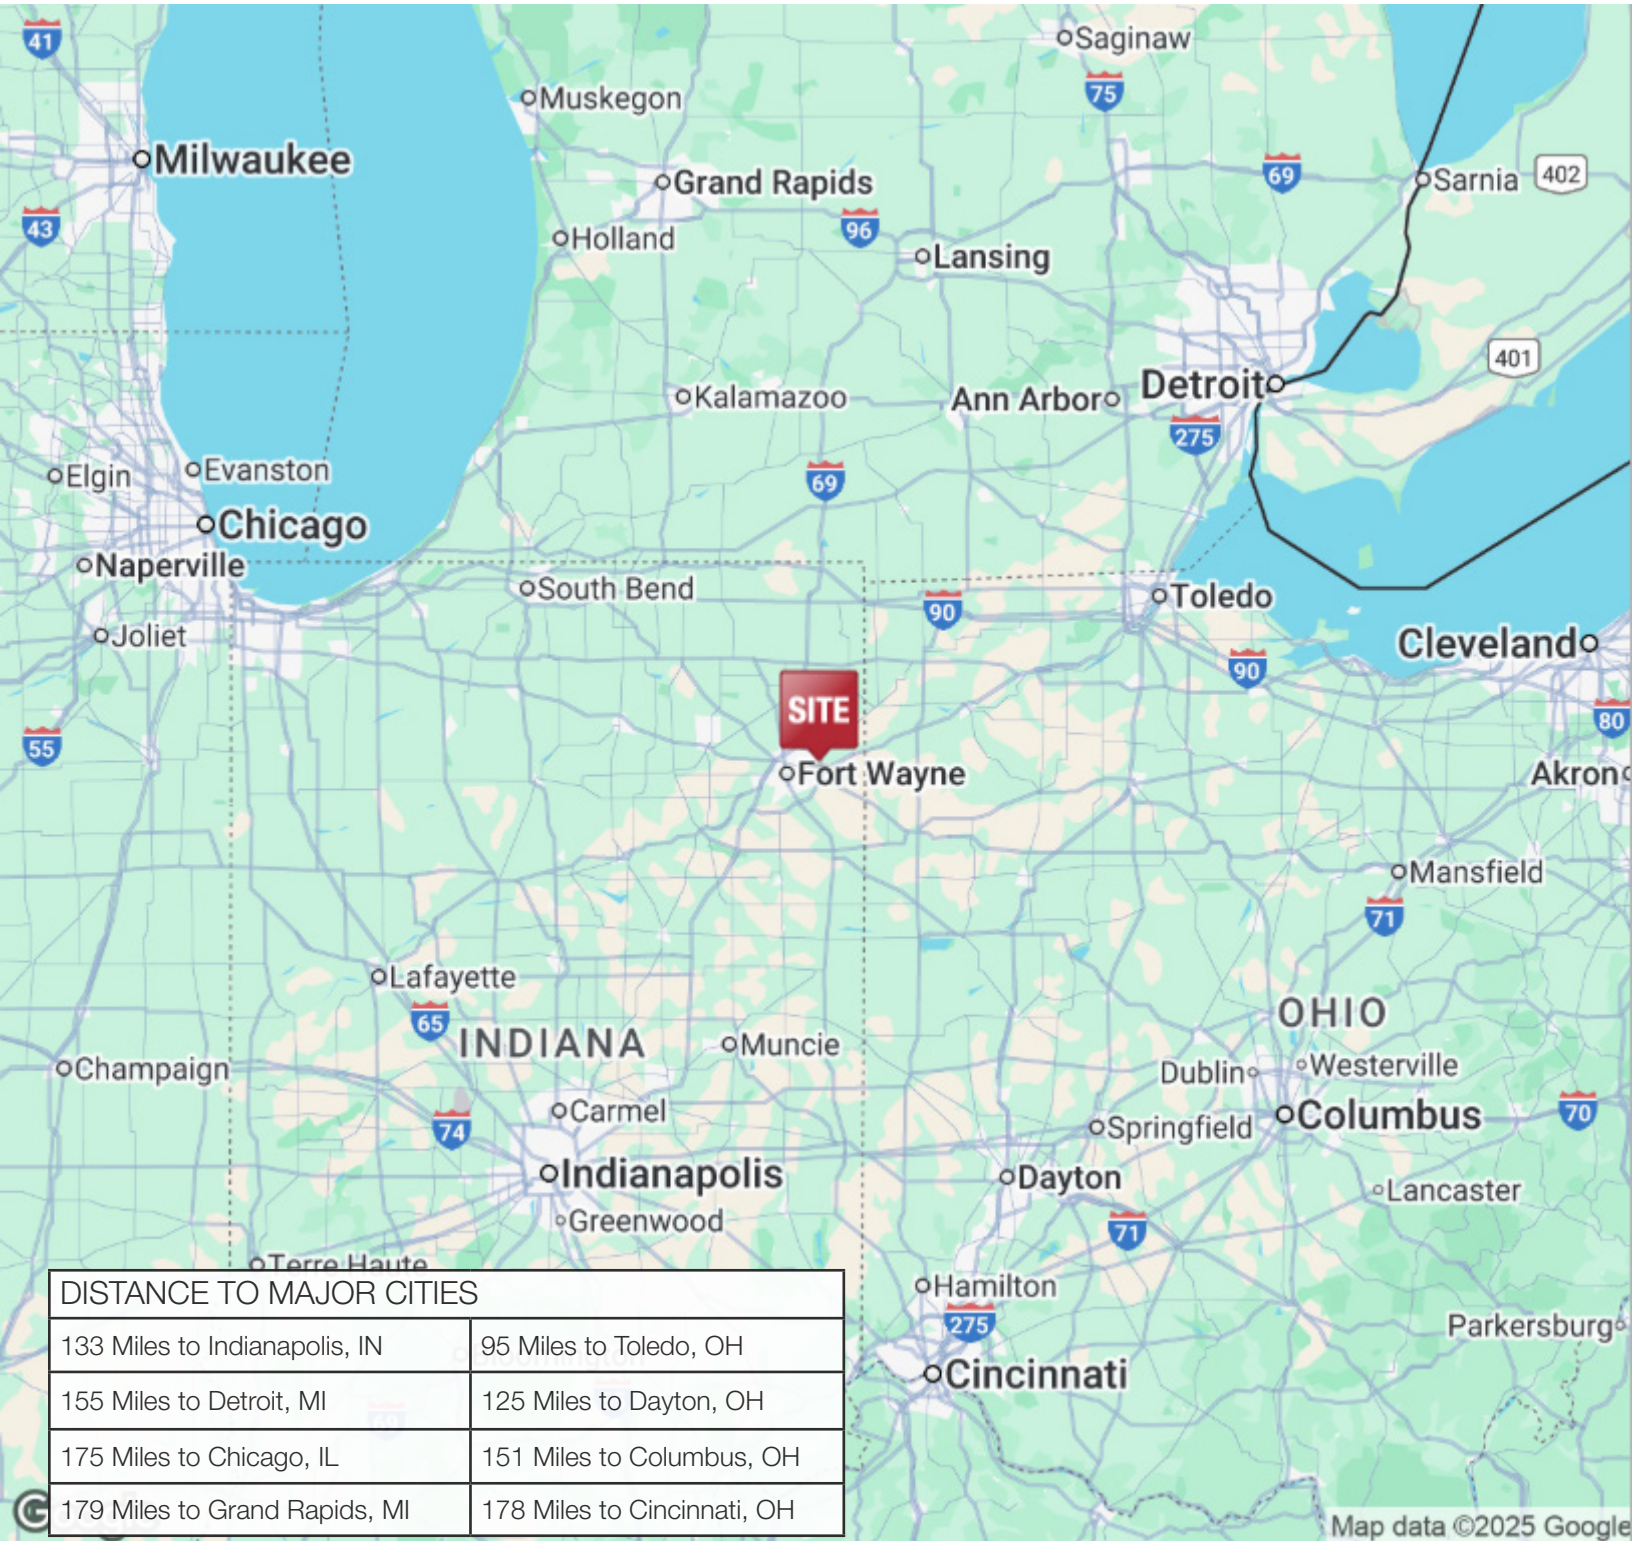 41
Saginaw
75
Muskegon
Milwaukee
Grand Rapids
69
Sarnia
402
43
Holland
96
Lansing
401
Detroit
Kalamazoo
Ann Arbor
275
Elgin
Evanston
69
Chicago
Naperville
South Bend
90
Toledo
Joliet
Cleveland
90
SITE
80
55
Fort Wayne
Akron
Mansfield
71
Lafayette
65
INDIANA
OHIO
Muncie
Champaign
Dublin
Westerville
Carmel
74
Springfield
Columbus
70
Indianapolis
Dayton
Lancaster
Greenwood
71
Terre Haute
Hamilton
275
Parkersburg
Cincinnati
DISTANCE TO MAJOR CITIES
133 Miles to Indianapolis, IN
95 Miles to Toledo, OH
Bloomington
155 Miles to Detroit, MI
125 Miles to Dayton, OH
69
175 Miles to Chicago, IL
151 Miles to Columbus, OH
179 Miles to Grand Rapids, MI
178 Miles to Cincinnati, OH
Map data ©2025 Google